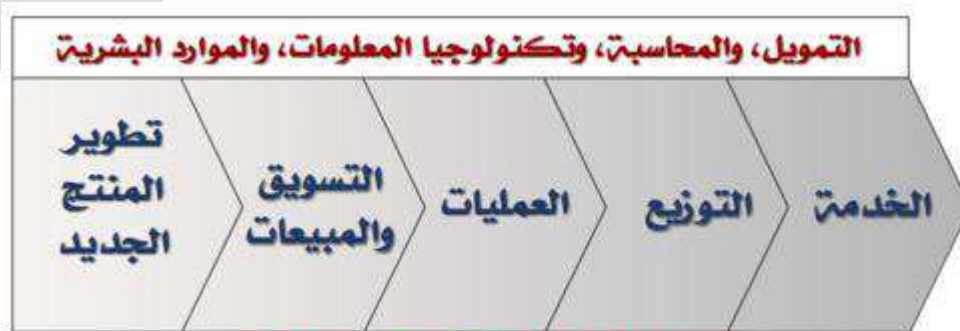 التمويل، والمحاسبة، وتكنولوجيا المعلومات، والموارد البشرية
تطوير
المنتج
الجديد
التسويق
والمبيعات
العمليات
التوزيع
الخدمة